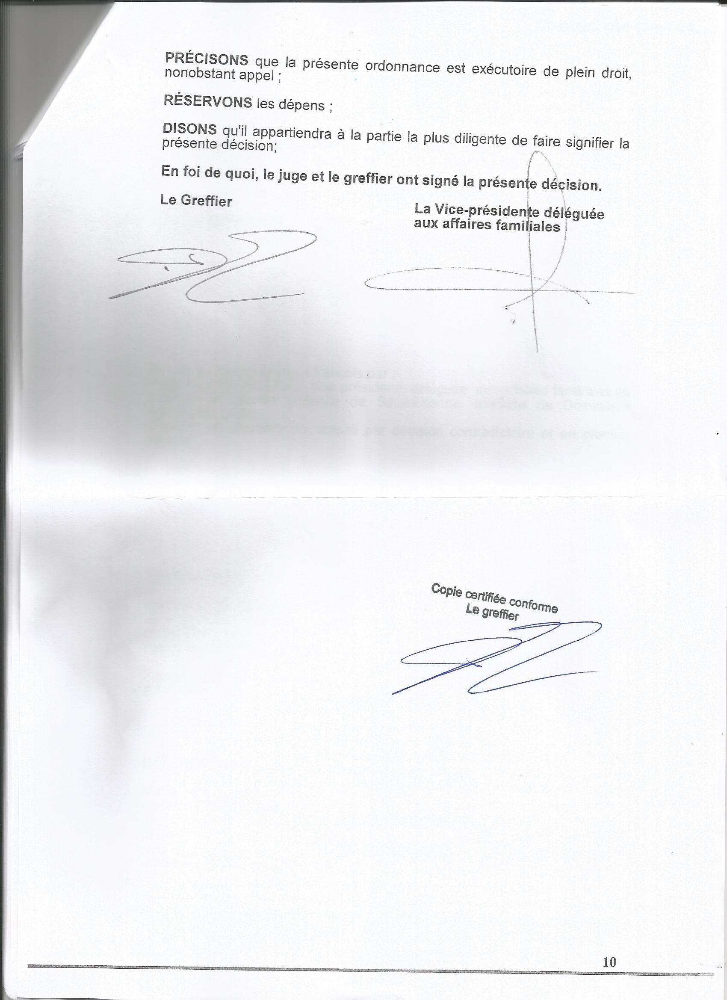 PRÉCISONS que la présente ordonnance est exécutoire de plein droit,
nonobstant appel ;
RÉSERVONS les dépens ;
DISONS qu'il appartiendra à la partie la plus diligente de faire signifier la
présente décision;
En foi de quoi, le juge et le greffier ont signé la présente décision.
Le Greffier
La Vice-présidente déléguée
aux affaires familiales
Copie certifiée conforme
Le greffier
10